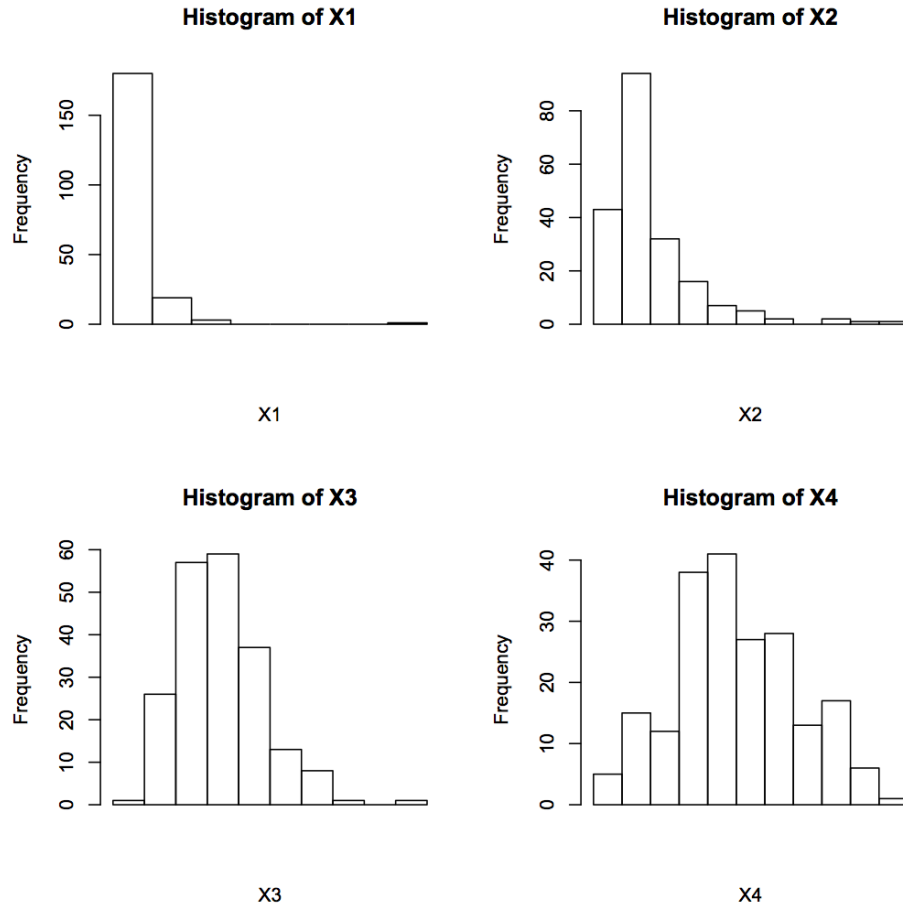 Histogram of X1
Frequency
0
50
100
150
X1
Histogram of X2
Frequency
0
20
40
60
80
X2
Histogram of X3
Frequency
0
10
20
30
40
50
60
X3
Histogram of X4
Frequency
0
10
20
30
40
X4